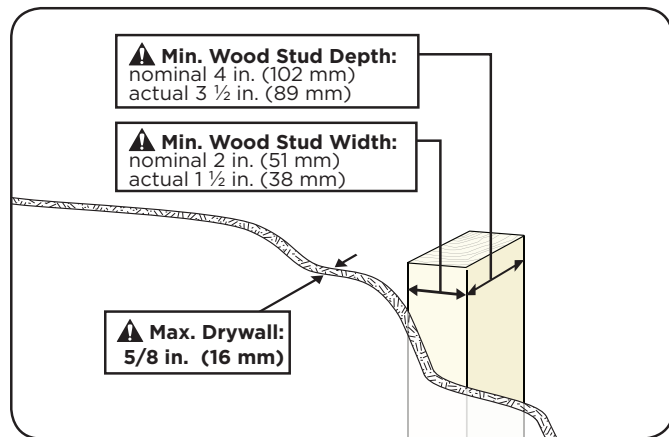 ⚠ Min. Wood Stud Depth:
nominal 4 in. (102 mm)
actual 3 ½ in. (89 mm)
⚠ Min. Wood Stud Width:
nominal 2 in. (51 mm)
actual 1 ½ in. (38 mm)
⚠ Max. Drywall:
5/8 in. (16 mm)